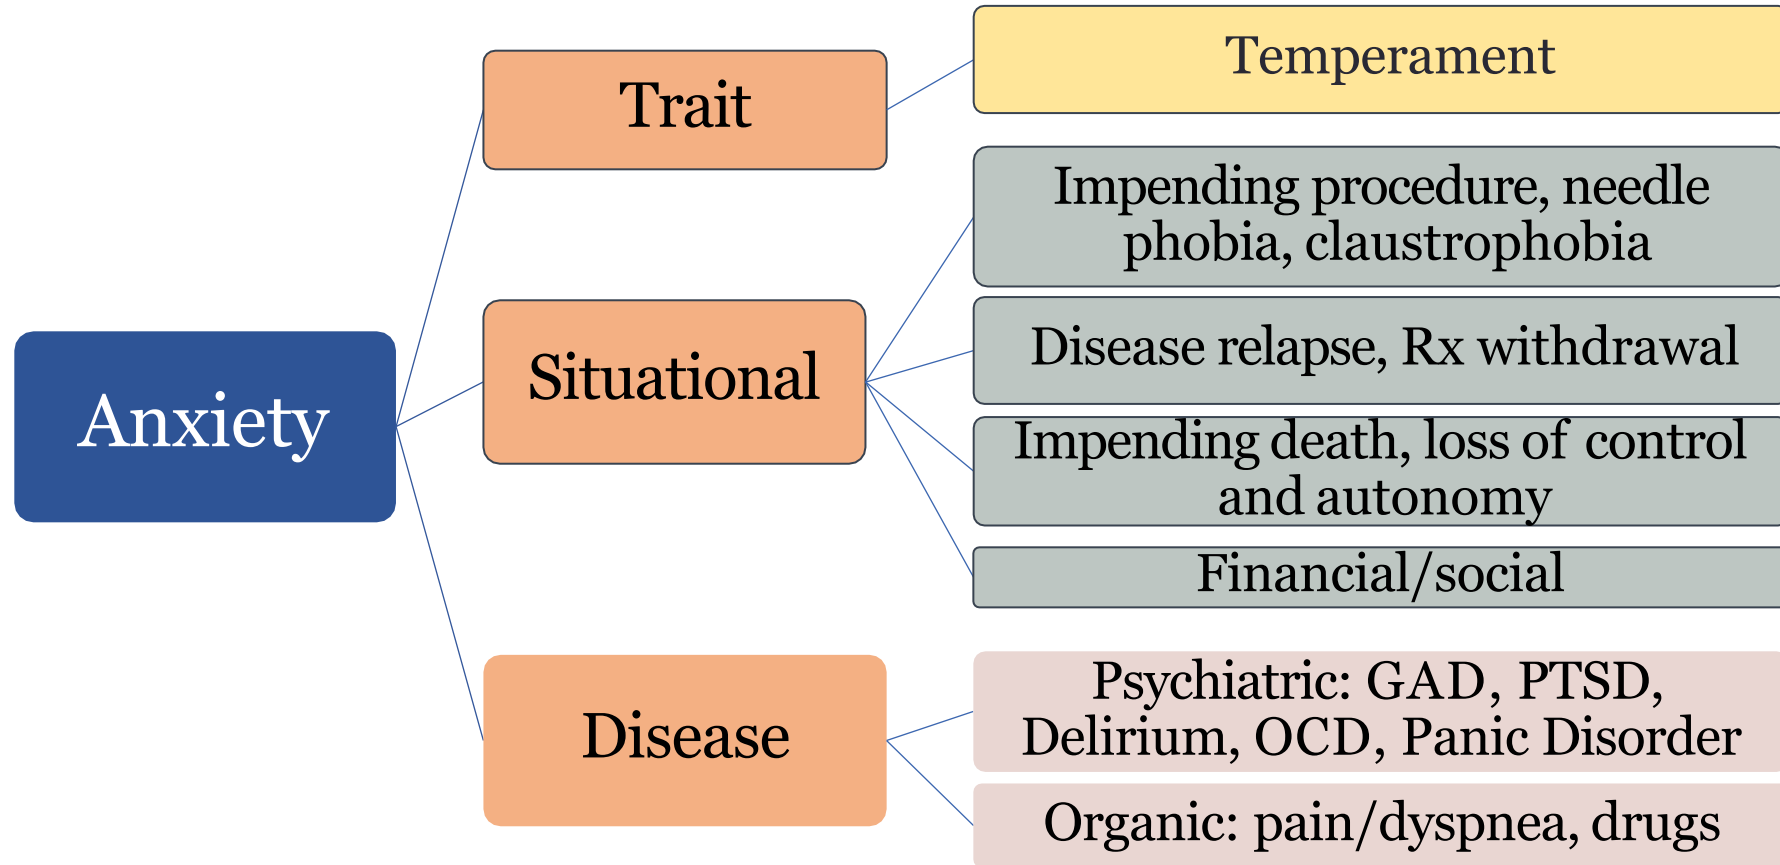 Anxiety
Trait
Temperament
Situational
Impending procedure, needle
phobia, claustrophobia
Disease relapse, Rx withdrawal
Impending death, loss of control
and autonomy
Financial/social
Disease
Psychiatric: GAD, PTSD,
Delirium, OCD, Panic Disorder
Organic: pain/dyspnea, drugs